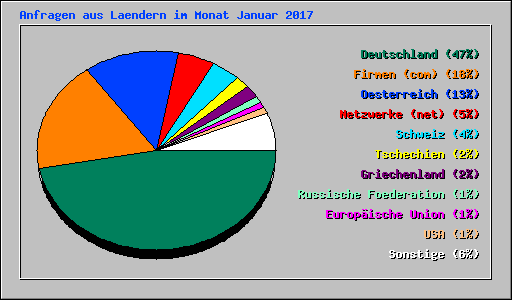 Anfragen aus Laendern im Monat Januar 2017
Deutschland (47%)
Firmen (com) (18%)
Oesterreich (13%)
Netzwerke (net) (5%)
Schweiz (4%)
Tschechien (2%)
Griechenland (2%)
Russische Foederation (1%)
Europäische Union (1%)
USA (1%)
Sonstige (6%)